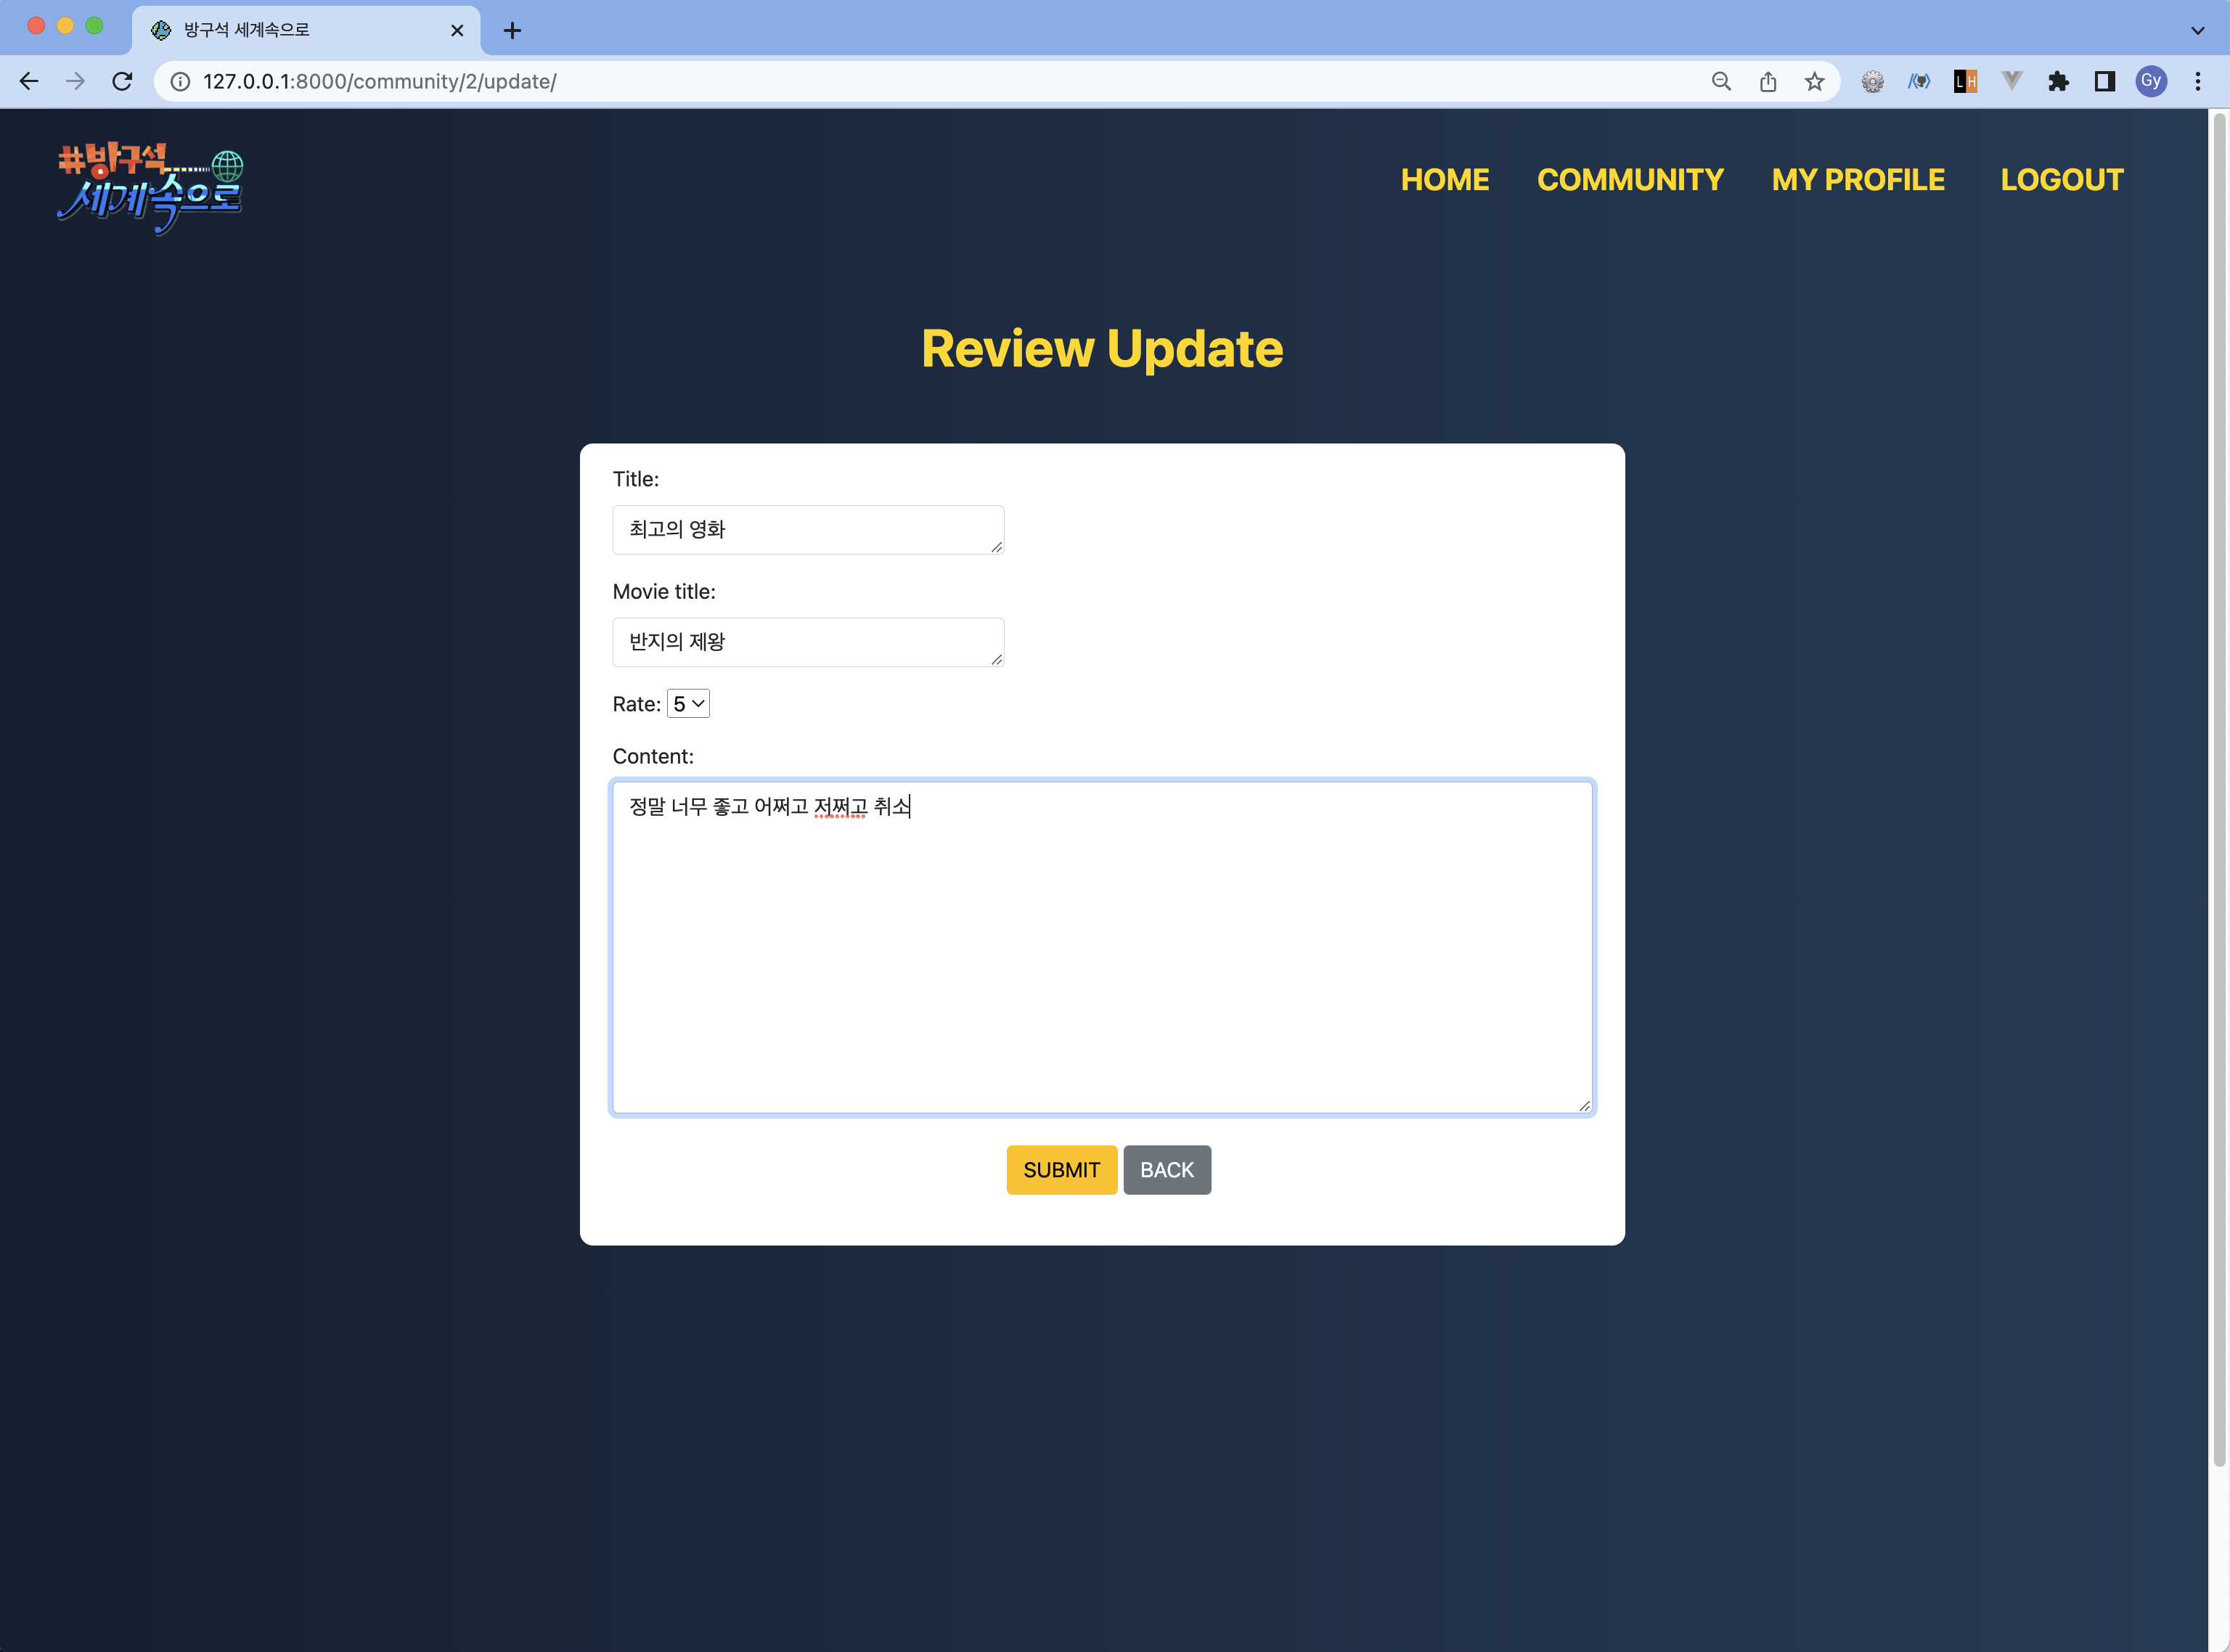 방구석 세계속으로
127.0.0.1:8000/community/2/update/
LH
Gy
#방구석
세계속으로
HOME COMMUNITY MY PROFILE LOGOUT
Review Update
Title:
최고의 영화
Movie title:
반지의 제왕
Rate: 5
Content:
정말 너무 좋고 어쩌고 저쩌고 취소
SUBMIT BACK